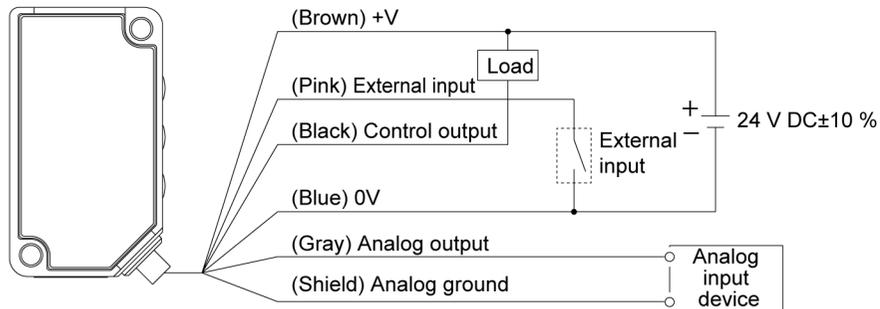 (Brown) +V
Load
(Pink) External input
(Black) Control output
+
−
24 V DC±10 %
External
input
(Blue) 0V
(Gray) Analog output
(Shield) Analog ground
Analog
input
device